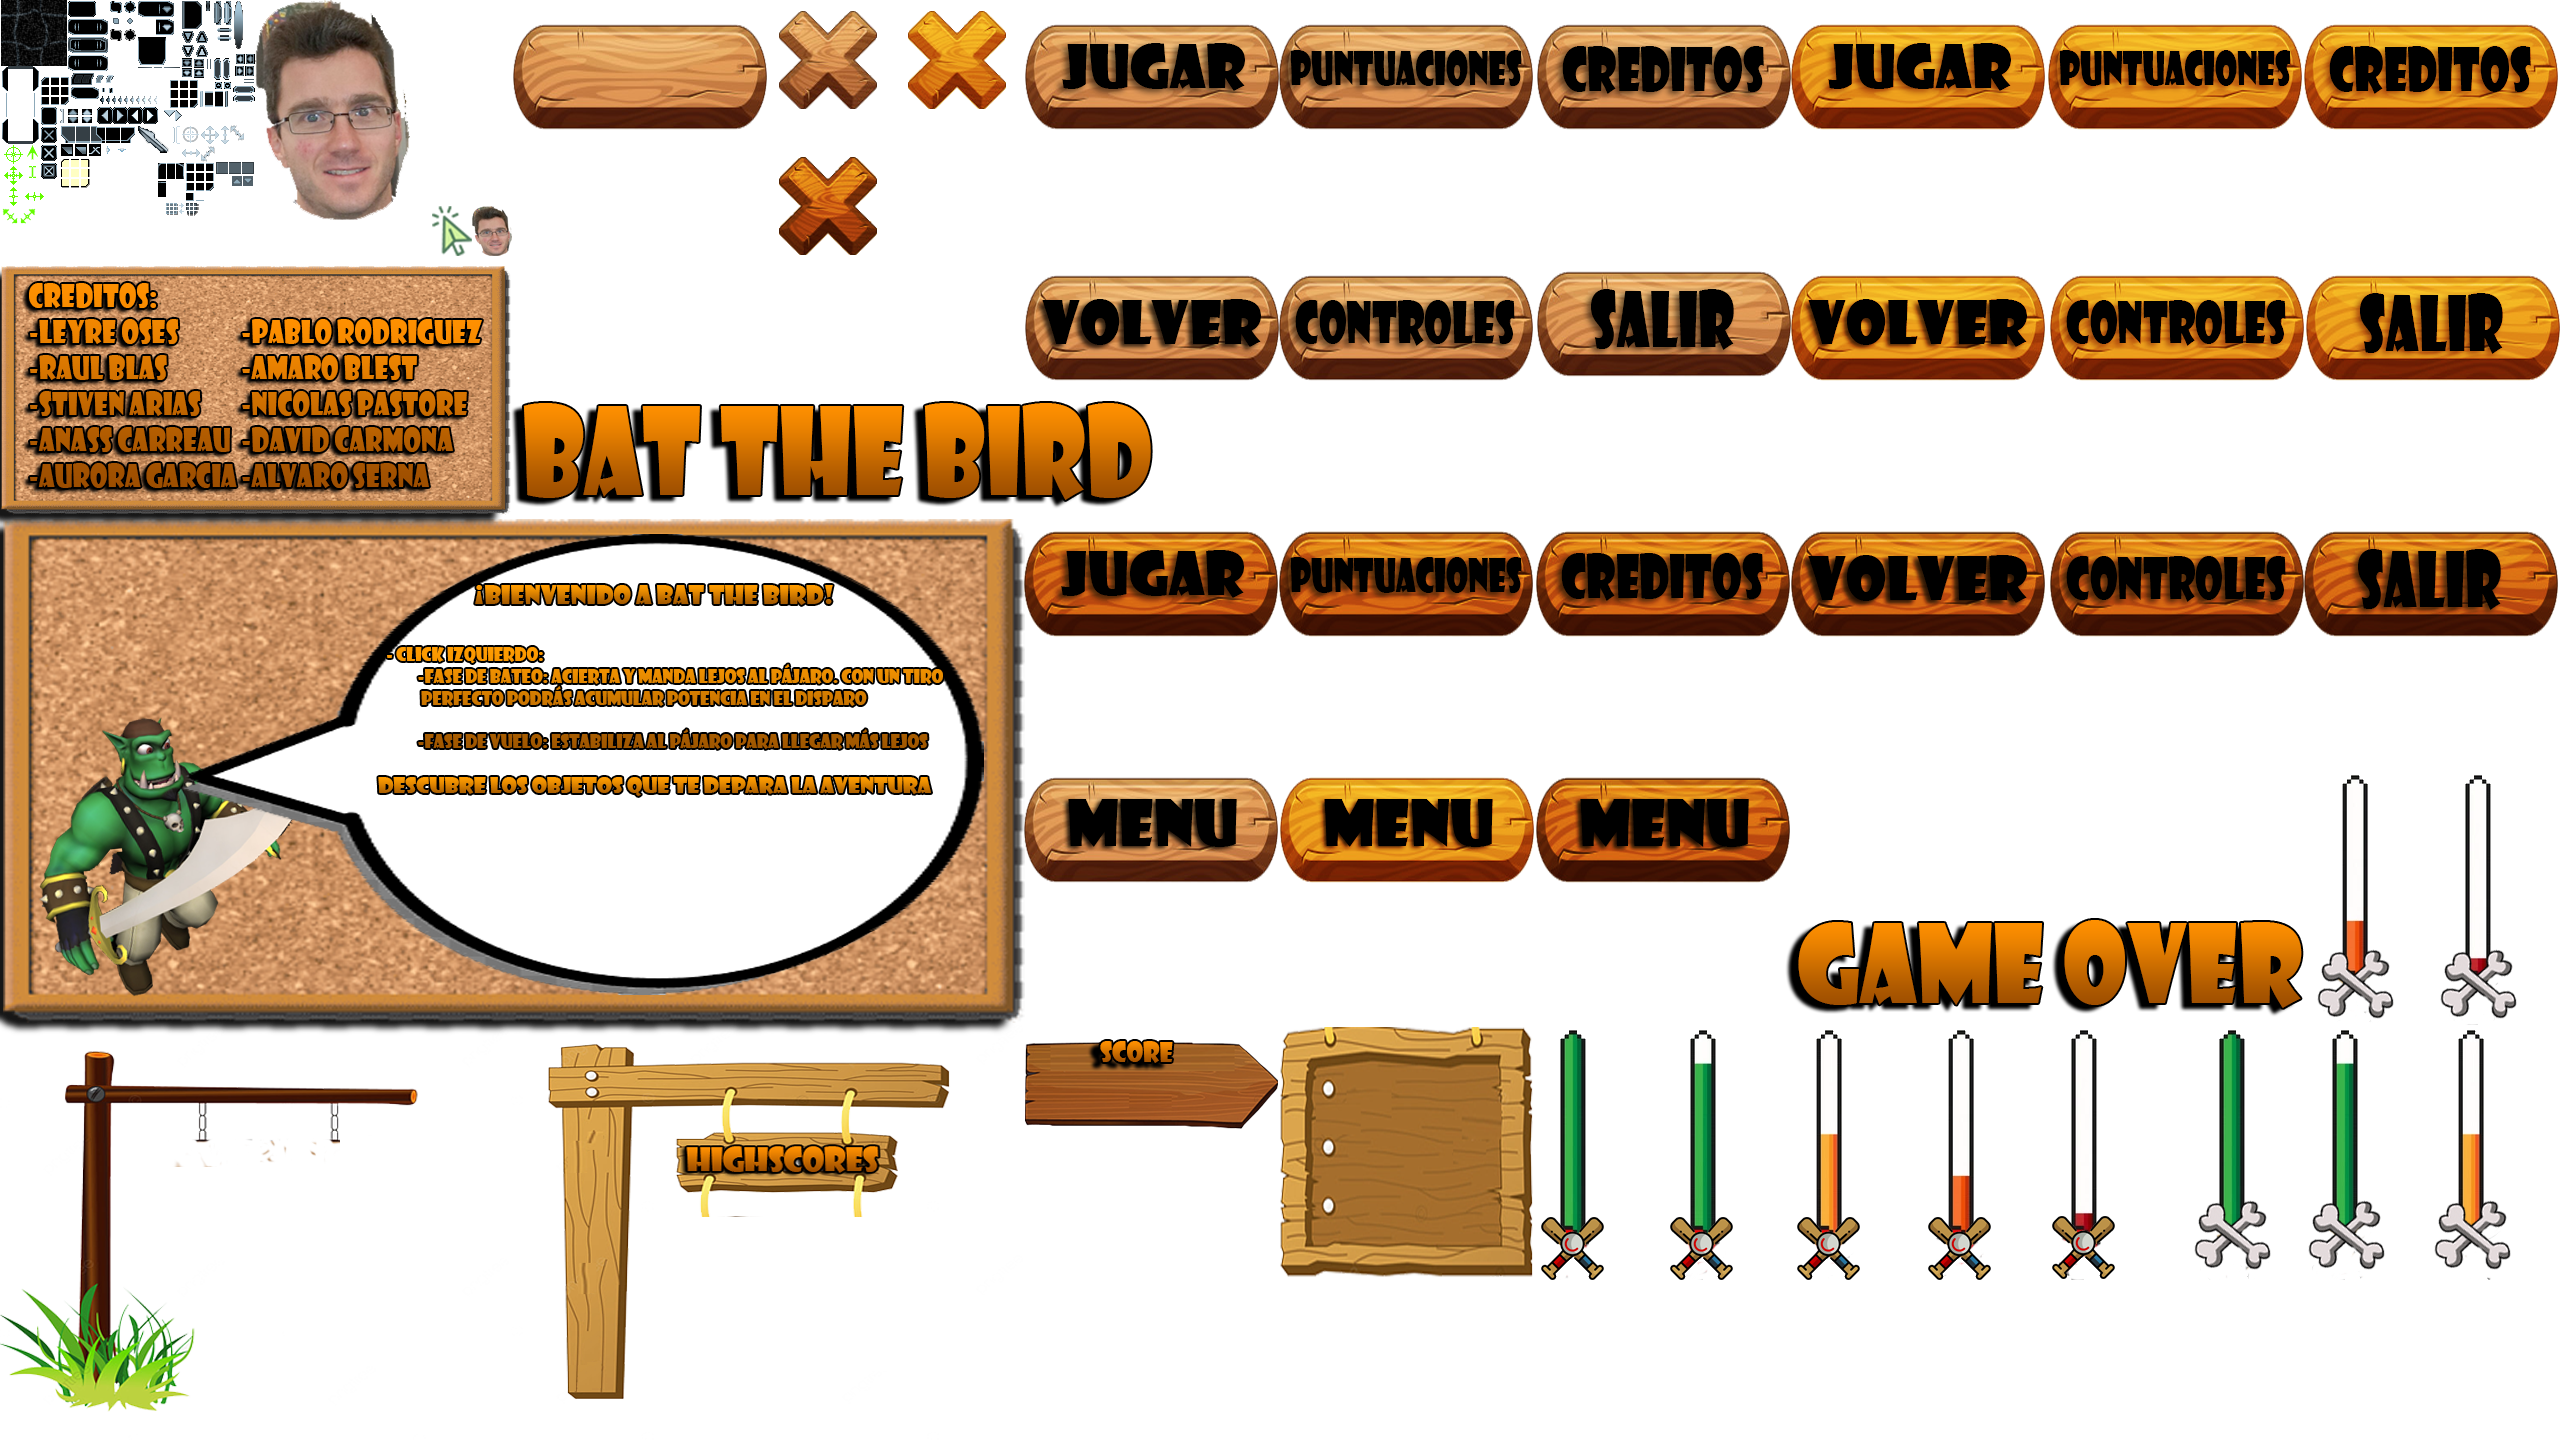 JUGAR
PUNTUACIONES
CREDITOS
JUGAR
PUNTUACIONES
CREDITOS
CREDITOS:
-LEYRE OSES
-PABLO RODRIGUEZ
-RAUL BLAS
-AMARO BLEST
-STIVEN ARIAS
-NICOLAS PASTORE
-ANASS CARREAU
-DAVID CARMONA
-AURORA GARCIA
-ALVARO SERNA
VOLVER
CONTROLES
SALIR
VOLVER
CONTROLES
SALIR
BAT THE BIRD
¡BIENVENIDO A BAT THE BIRD!
- CLICK IZQUIERDO:
-FASE DE BATEO: ACIERTA Y MANDA LEJOS AL PÁJARO. CON UN TIRO
PERFECTO PODRÁS ACUMULAR POTENCIA EN EL DISPARO
-FASE DE VUELO: ESTABILIZA AL PÁJARO PARA LLEGAR MÁS LEJOS
DESCUBRE LOS OBJETOS QUE TE DEPARA LA AVENTURA
JUGAR
PUNTUACIONES
CREDITOS
VOLVER
CONTROLES
SALIR
MENU
MENU
MENU
GAME OVER
HIGHSCORES
SCORE